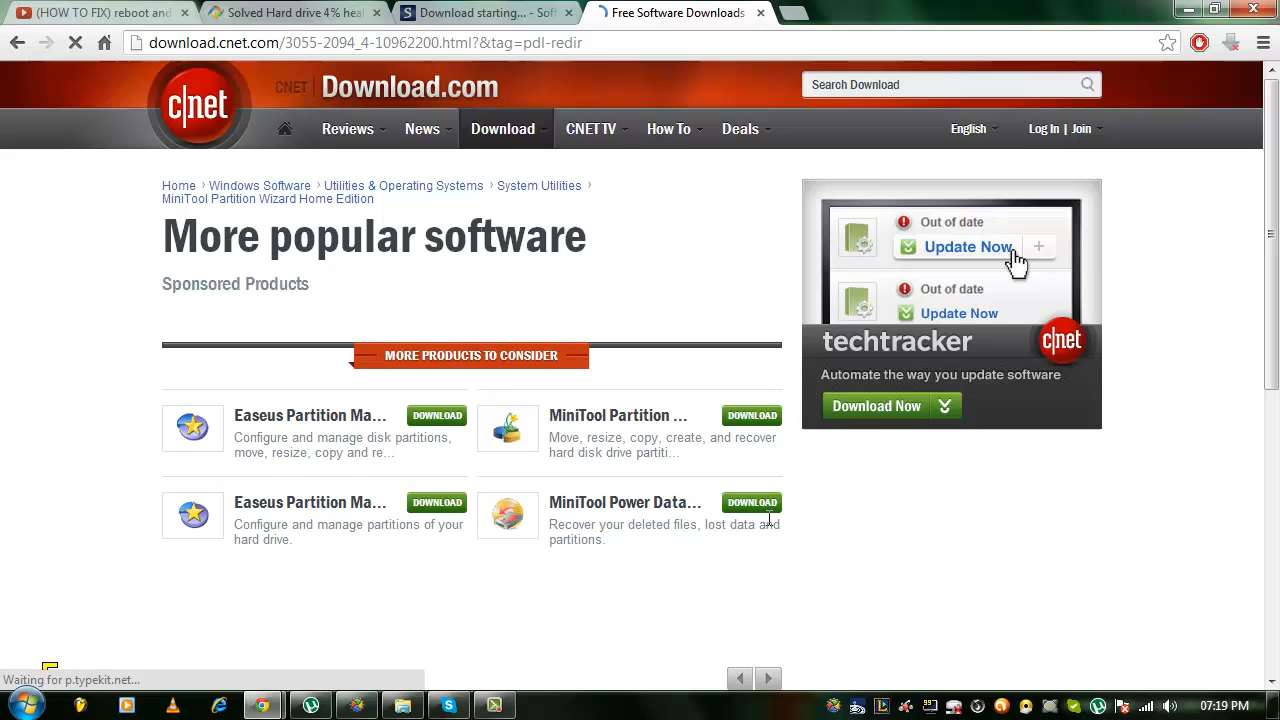 (HOW TO FIX) reboot and
Solved Hard drive 4% heal
Download starting... - Sof
Free Software Downloads
download.cnet.com/3055-2094_4-10962200.html?&tag=pdl-redir
c|net
CNET Download.com
Search Download
Reviews
News
Download
CNET TV
How To
Deals
English
Log In | Join
Home › Windows Software › Utilities & Operating Systems › System Utilities ›
MiniTool Partition Wizard Home Edition
More popular software
Sponsored Products
Out of date
Update Now
Out of date
Update Now
techtracker
c|net
Automate the way you update software
Download Now
MORE PRODUCTS TO CONSIDER
Easeus Partition Ma...
DOWNLOAD
Configure and manage disk partitions,
move, resize, copy and re...
MiniTool Partition ...
DOWNLOAD
Move, resize, copy, create, and recover
hard disk drive partiti...
Easeus Partition Ma...
DOWNLOAD
Configure and manage partitions of your
hard drive.
MiniTool Power Data...
DOWNLOAD
Recover your deleted files, lost data and
partitions.
Waiting for p.typekit.net...
07:19 PM